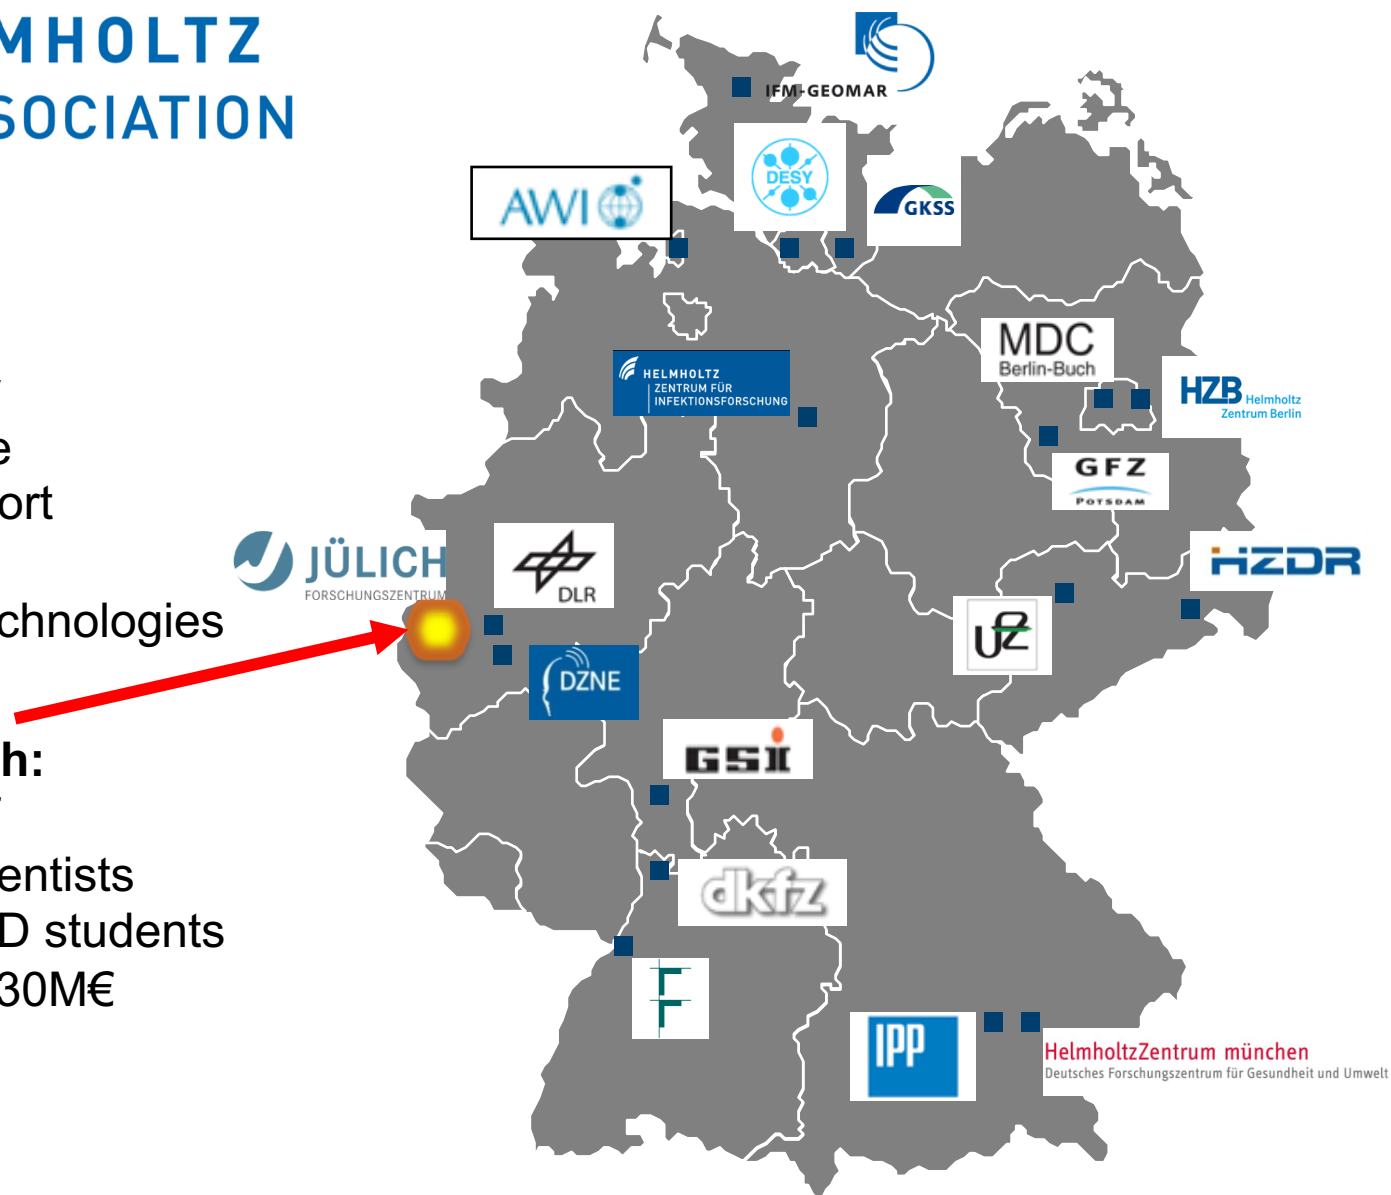 MHOLTZ
SOCIATION
e
ort
chnologies
h:
entists
D students
30M€
IFM-GEOMAR
DESY
AWI
GKSS
MDC
Berlin-Buch
HELMHOLTZ
ZENTRUM FÜR
INFEKTIONSFORSCHUNG
HZB Helmholtz
Zentrum Berlin
GFZ
POTSDAM
JÜLICH
FORSCHUNGSZENTRUM
DLR
HZDR
UFZ
DZNE
GSI
dkfz
IPP
HelmholtzZentrum münchen
Deutsches Forschungszentrum für Gesundheit und Umwelt